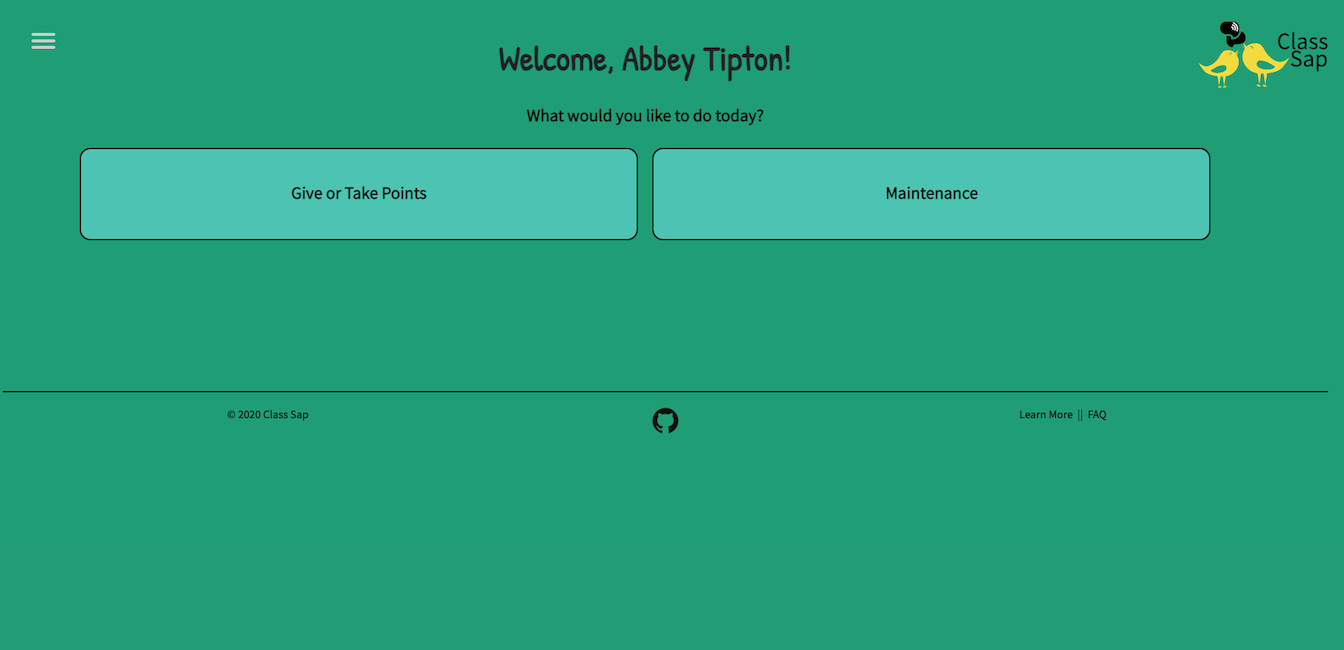 Welcome, Abbey Tipton!
Class
Sap
What would you like to do today?
Give or Take Points
Maintenance
© 2020 Class Sap
Learn More || FAQ